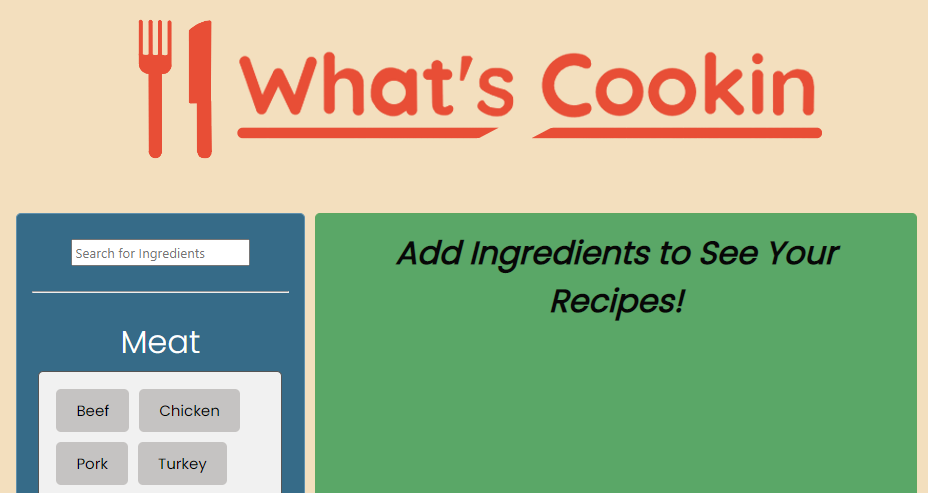 What's Cookin
Search for Ingredients
Meat
Beef
Chicken
Pork
Turkey
Add Ingredients to See Your
Recipes!